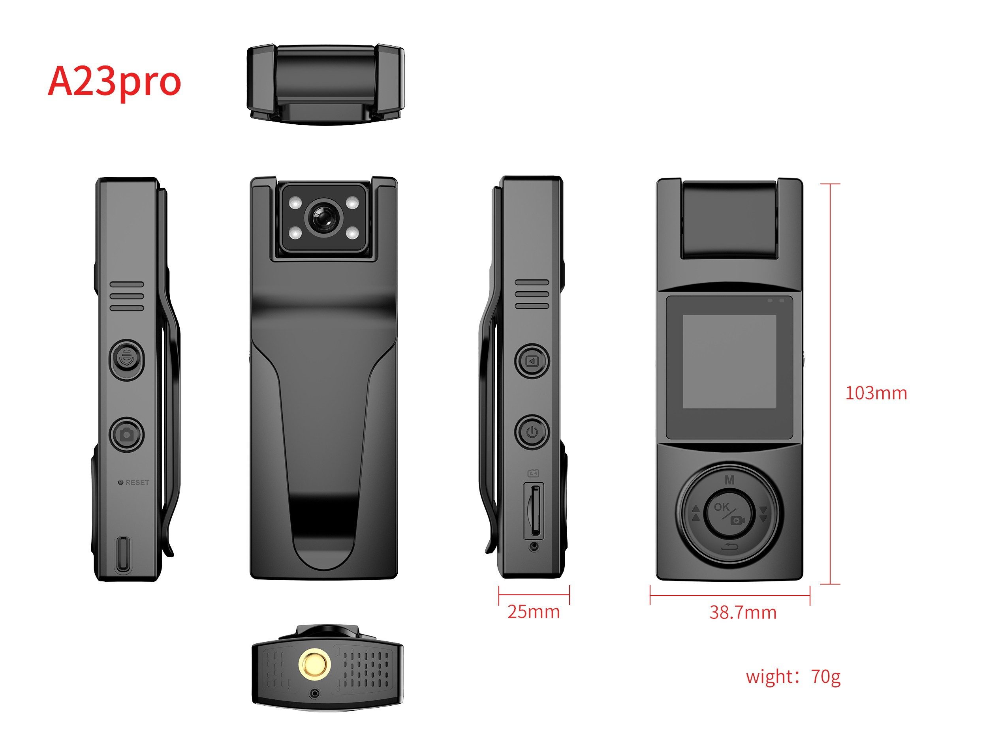 A23pro
RESET
M
OK
103mm
25mm
38.7mm
wight： 70g